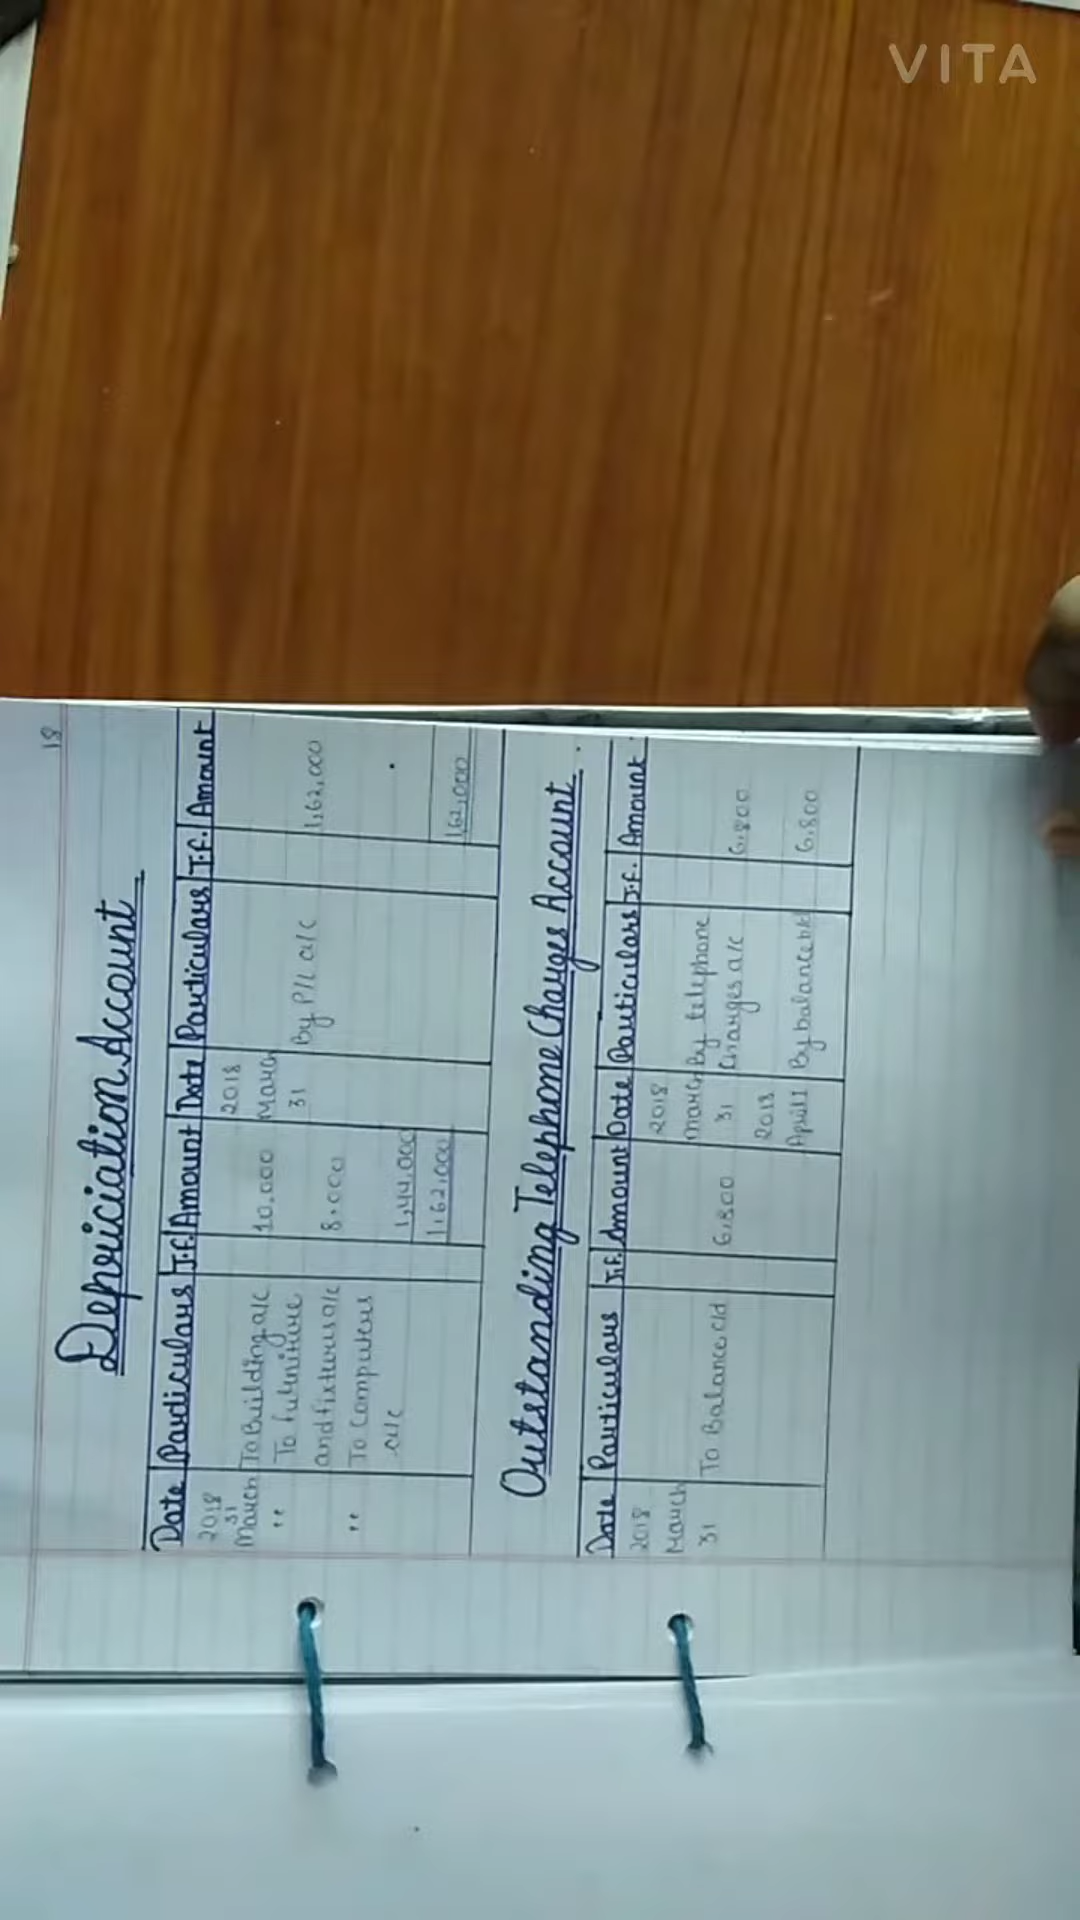 VITA
18
Depriciation Account
Date Particulars J.F. Amount Date Particulars J.F. Amount
2018 2018
31 March To Building a/c 10,000 March 31 By P/L a/c 1,62,000
" To furniture and fixtures a/c 8,000
" To Computers a/c 1,44,000
1,62,000 1,62,000
Outstanding Telephone Charges Account
Date Particulars J.F. Amount Date Particulars J.F. Amount
2018 2018
March 31 To Balance c/d 6,800 March 31 By telephone Charges a/c 6,800
2018
April 1 By balance b/d 6,800